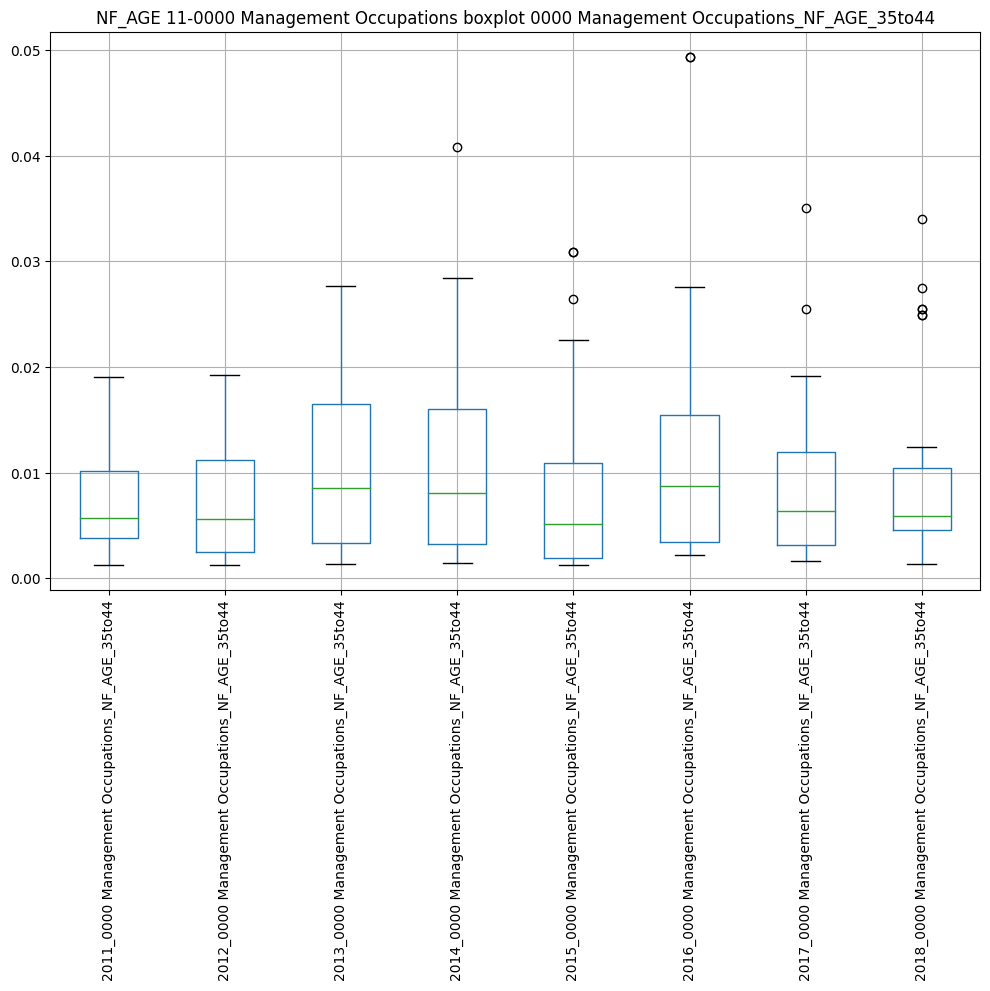 NF_AGE 11-0000 Management Occupations boxplot 0000 Management Occupations_NF_AGE_35to44
0.05
0.04
0.03
0.02
0.01
0.00
2011_0000 Management Occupations_NF_AGE_35to44
2012_0000 Management Occupations_NF_AGE_35to44
2013_0000 Management Occupations_NF_AGE_35to44
2014_0000 Management Occupations_NF_AGE_35to44
2015_0000 Management Occupations_NF_AGE_35to44
2016_0000 Management Occupations_NF_AGE_35to44
2017_0000 Management Occupations_NF_AGE_35to44
2018_0000 Management Occupations_NF_AGE_35to44